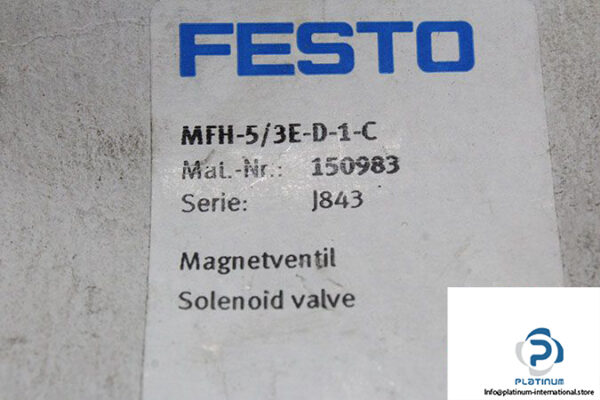 FESTO
MFH-5/3E-D-1-C
Mat.-Nr.: 150983
Serie: J843
Magnetventil
Solenoid valve
PLATINUM
Info@platinum-international.store